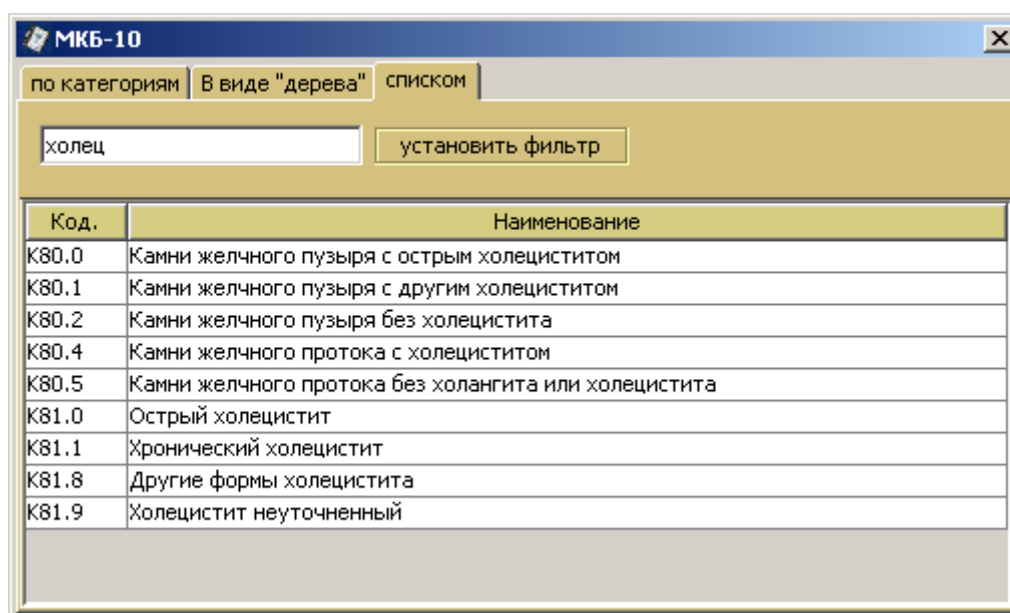 МКБ-10
по категориям В виде "дерева" списком
холец установить фильтр
Код. Наименование
K80.0 Камни желчного пузыря с острым холециститом
K80.1 Камни желчного пузыря с другим холециститом
K80.2 Камни желчного пузыря без холецистита
K80.4 Камни желчного протока с холециститом
K80.5 Камни желчного протока без холангита или холецистита
K81.0 Острый холецистит
K81.1 Хронический холецистит
K81.8 Другие формы холецистита
K81.9 Холецистит неуточненный